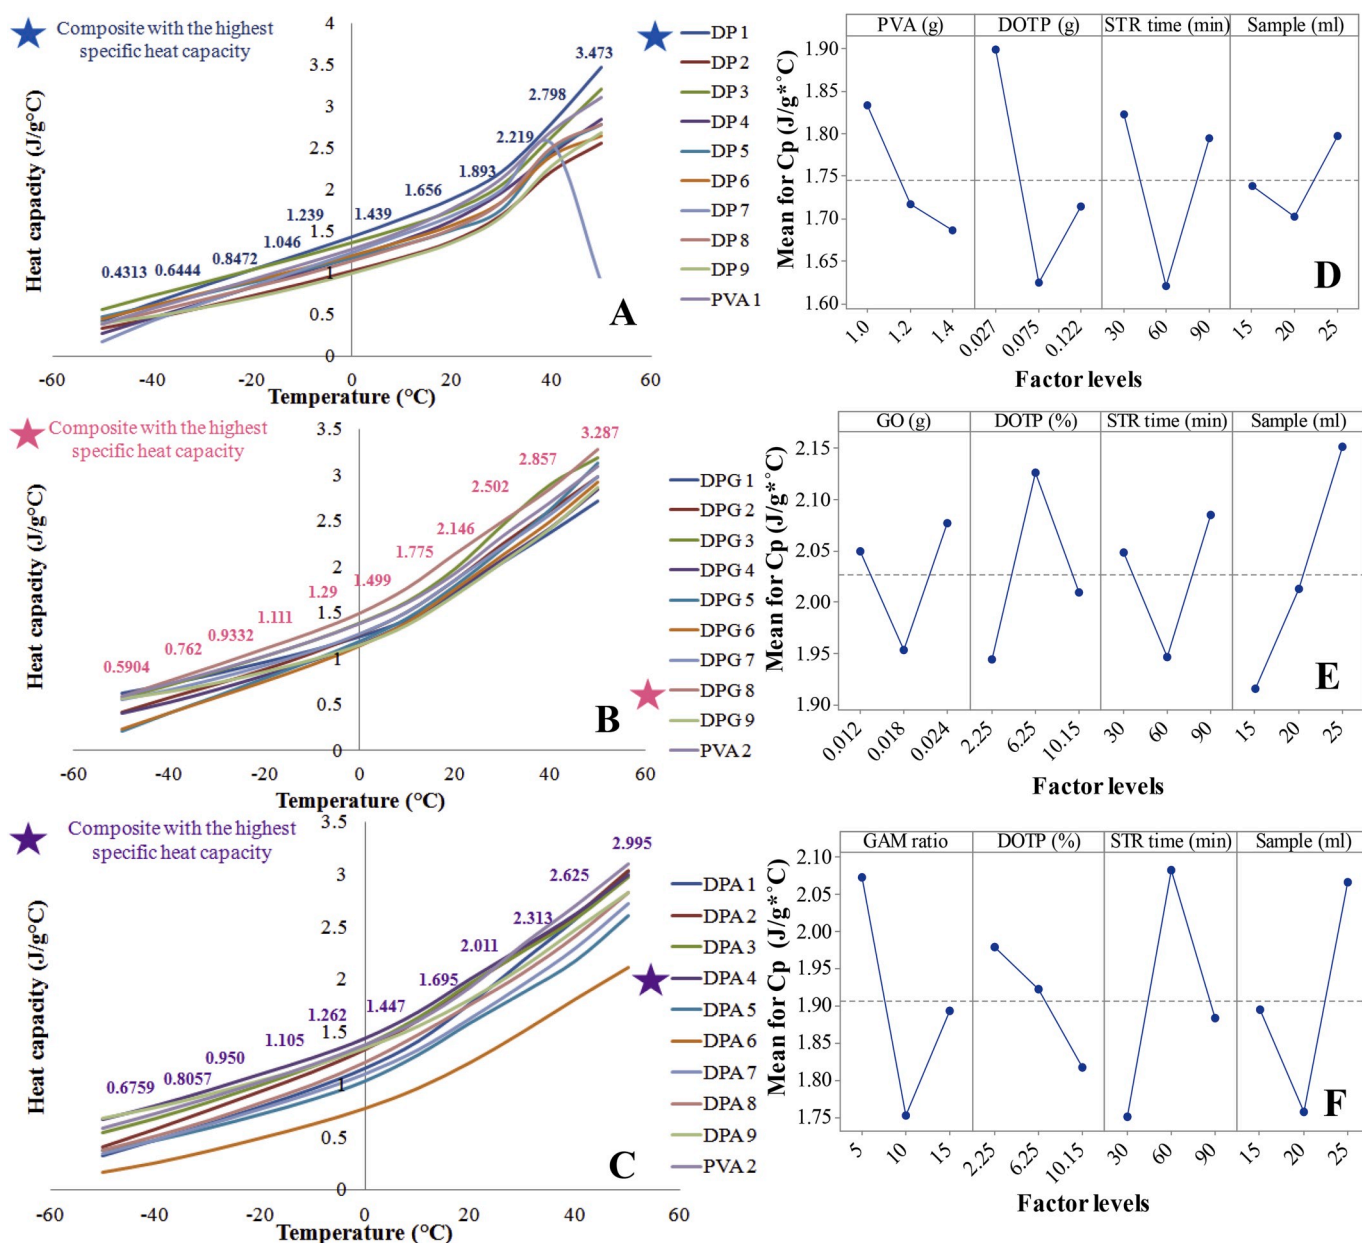 Composite with the highest
specific heat capacity
Heat capacity (J/g°C)
4
3.5
3
2.5
2
1.5
1
0.5
0
0.4313
0.6444
0.8472
1.046
1.239
1.439
1.656
1.893
2.219
2.798
3.473
-60
-40
-20
0
20
40
60
Temperature (°C)
A
DP 1
DP 2
DP 3
DP 4
DP 5
DP 6
DP 7
DP 8
DP 9
PVA 1
PVA (g)
DOTP (g)
STR time (min)
Sample (ml)
Mean for Cp (J/g*°C)
1.90
1.85
1.80
1.75
1.70
1.65
1.60
1.0
1.2
1.4
0.027
0.075
0.122
30
60
90
15
20
25
Factor levels
D
Composite with the highest
specific heat capacity
Heat capacity (J/g°C)
3.5
3
2.5
2
1.5
1
0.5
0
0.5904
0.762
0.9332
1.111
1.29
1.499
1.775
2.146
2.502
2.857
3.287
-60
-40
-20
0
20
40
60
Temperature (°C)
B
DPG 1
DPG 2
DPG 3
DPG 4
DPG 5
DPG 6
DPG 7
DPG 8
DPG 9
PVA 2
GO (g)
DOTP (%)
STR time (min)
Sample (ml)
Mean for Cp (J/g*°C)
2.15
2.10
2.05
2.00
1.95
1.90
0.012
0.018
0.024
2.25
6.25
10.15
30
60
90
15
20
25
Factor levels
E
Composite with the highest
specific heat capacity
Heat capacity (J/g°C)
3.5
3
2.5
2
1.5
1
0.5
0
0.6759
0.8057
0.950
1.105
1.262
1.447
1.695
2.011
2.313
2.625
2.995
-60
-40
-20
0
20
40
60
Temperature (°C)
C
DPA 1
DPA 2
DPA 3
DPA 4
DPA 5
DPA 6
DPA 7
DPA 8
DPA 9
PVA 2
GAM ratio
DOTP (%)
STR time (min)
Sample (ml)
Mean for Cp (J/g*°C)
2.10
2.05
2.00
1.95
1.90
1.85
1.80
1.75
5
10
15
2.25
6.25
10.15
30
60
90
15
20
25
Factor levels
F